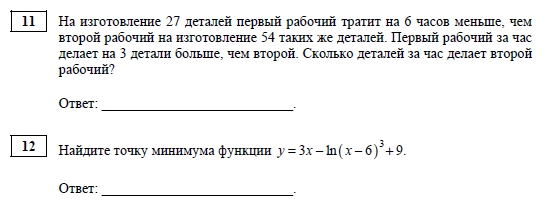 11
На изготовление 27 деталей первый рабочий тратит на 6 часов меньше, чем
второй рабочий на изготовление 54 таких же деталей. Первый рабочий за час
делает на 3 детали больше, чем второй. Сколько деталей за час делает второй
рабочий?
Ответ: ___________________________.
12
Найдите точку минимума функции y = 3x − ln(x − 6)³ + 9.
Ответ: ___________________________.